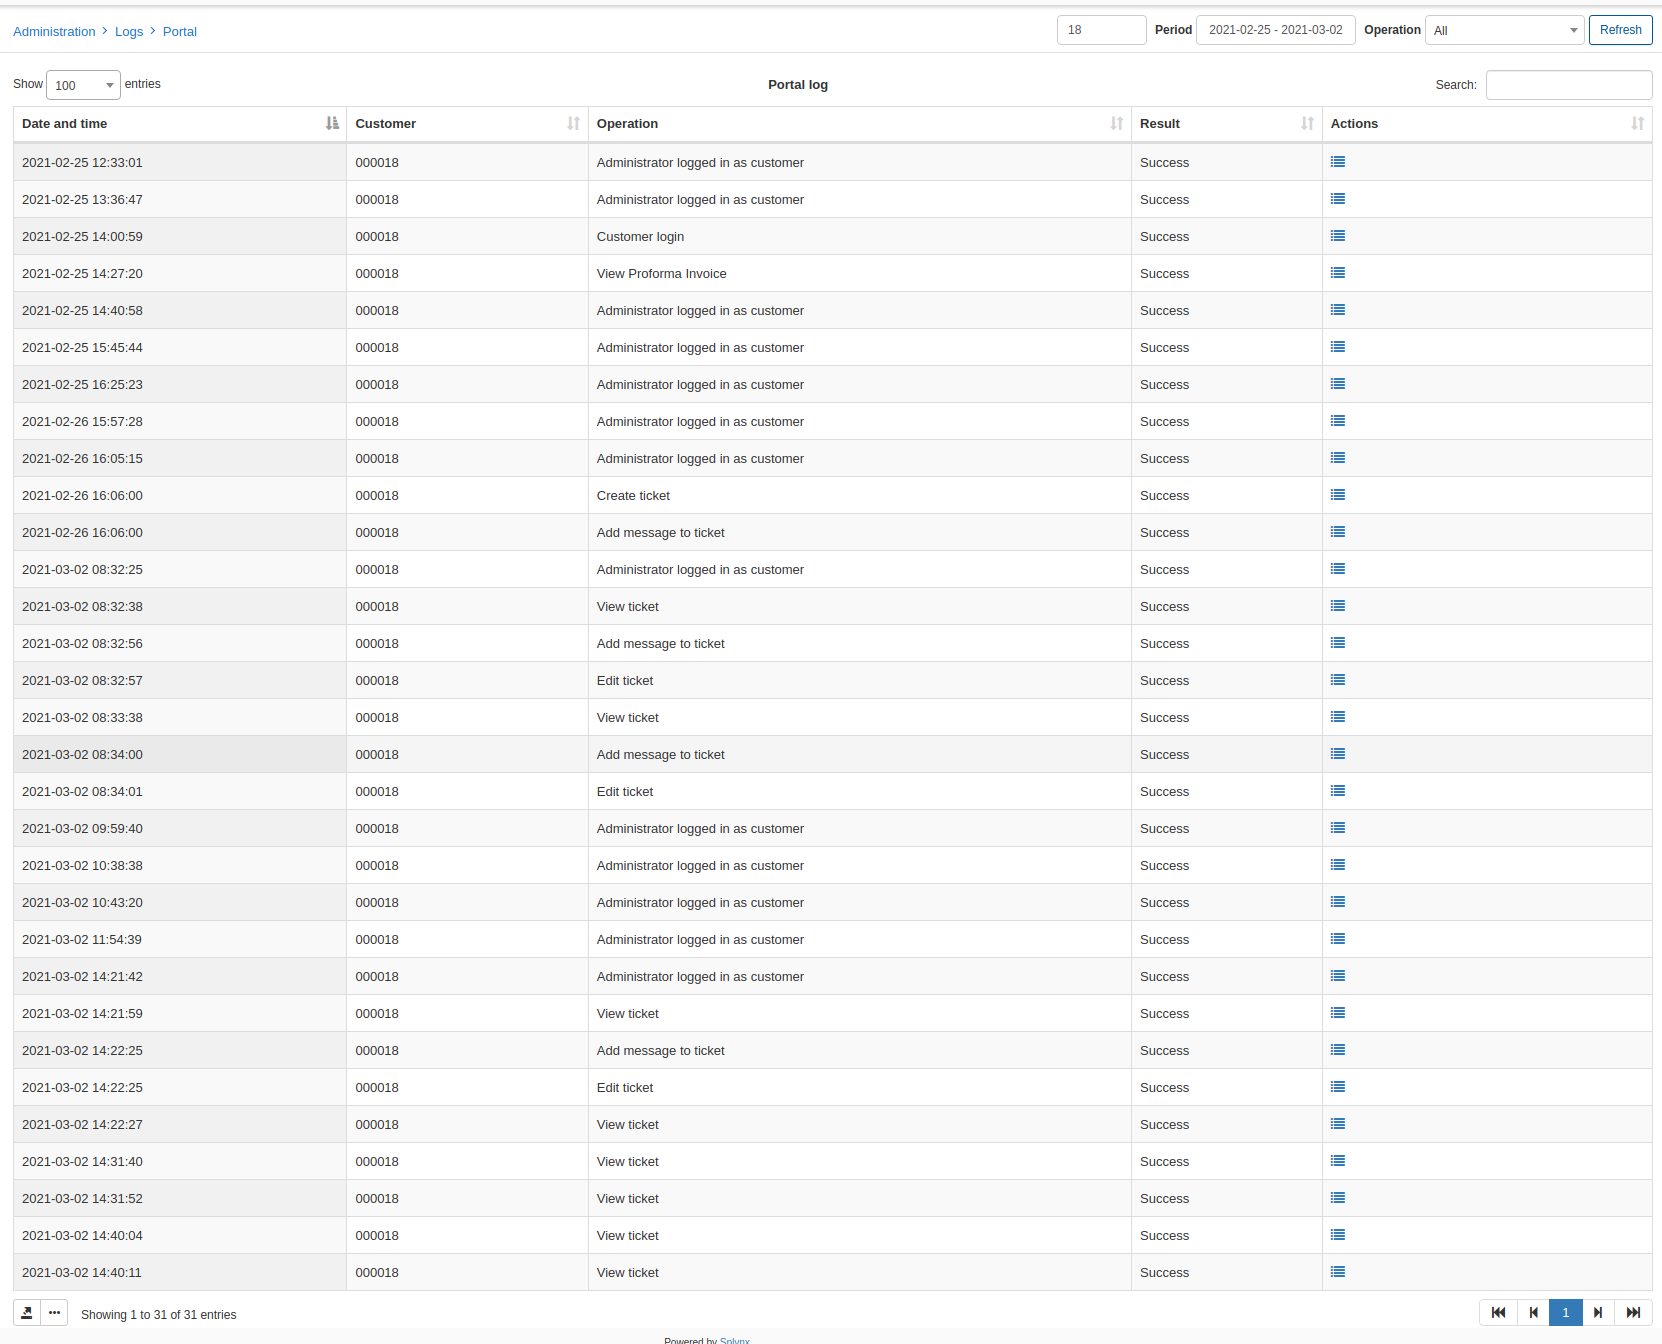 Administration > Logs > Portal 18 Period 2021-02-25 - 2021-03-02 Operation All Refresh
Show 100 entries Portal log Search:
Date and time Customer Operation Result Actions
2021-02-25 12:33:01 000018 Administrator logged in as customer Success
2021-02-25 13:36:47 000018 Administrator logged in as customer Success
2021-02-25 14:00:59 000018 Customer login Success
2021-02-25 14:27:20 000018 View Proforma Invoice Success
2021-02-25 14:40:58 000018 Administrator logged in as customer Success
2021-02-25 15:45:44 000018 Administrator logged in as customer Success
2021-02-25 16:25:23 000018 Administrator logged in as customer Success
2021-02-26 15:57:28 000018 Administrator logged in as customer Success
2021-02-26 16:05:15 000018 Administrator logged in as customer Success
2021-02-26 16:06:00 000018 Create ticket Success
2021-02-26 16:06:00 000018 Add message to ticket Success
2021-03-02 08:32:25 000018 Administrator logged in as customer Success
2021-03-02 08:32:38 000018 View ticket Success
2021-03-02 08:32:56 000018 Add message to ticket Success
2021-03-02 08:32:57 000018 Edit ticket Success
2021-03-02 08:33:38 000018 View ticket Success
2021-03-02 08:34:00 000018 Add message to ticket Success
2021-03-02 08:34:01 000018 Edit ticket Success
2021-03-02 09:59:40 000018 Administrator logged in as customer Success
2021-03-02 10:38:38 000018 Administrator logged in as customer Success
2021-03-02 10:43:20 000018 Administrator logged in as customer Success
2021-03-02 11:54:39 000018 Administrator logged in as customer Success
2021-03-02 14:21:42 000018 Administrator logged in as customer Success
2021-03-02 14:21:59 000018 View ticket Success
2021-03-02 14:22:25 000018 Add message to ticket Success
2021-03-02 14:22:25 000018 Edit ticket Success
2021-03-02 14:22:27 000018 View ticket Success
2021-03-02 14:31:40 000018 View ticket Success
2021-03-02 14:31:52 000018 View ticket Success
2021-03-02 14:40:04 000018 View ticket Success
2021-03-02 14:40:11 000018 View ticket Success
Showing 1 to 31 of 31 entries 1
Powered by Splynx